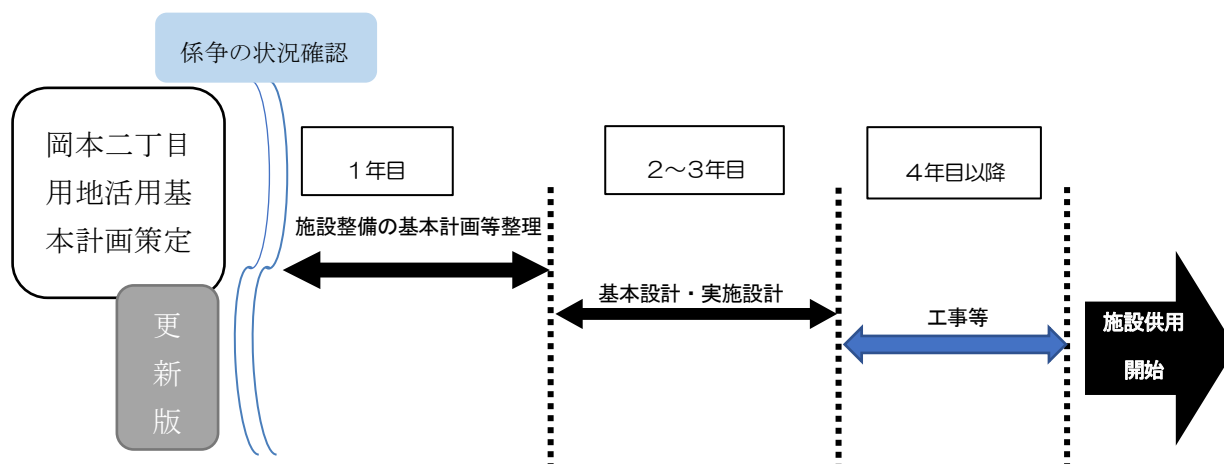 係争の状況確認
岡本二丁目
用地活用基
本計画策定
更
新
版
１年目
２～３年目
４年目以降
施設整備の基本計画等整理
基本設計・実施設計
工事等
施設供用
開始